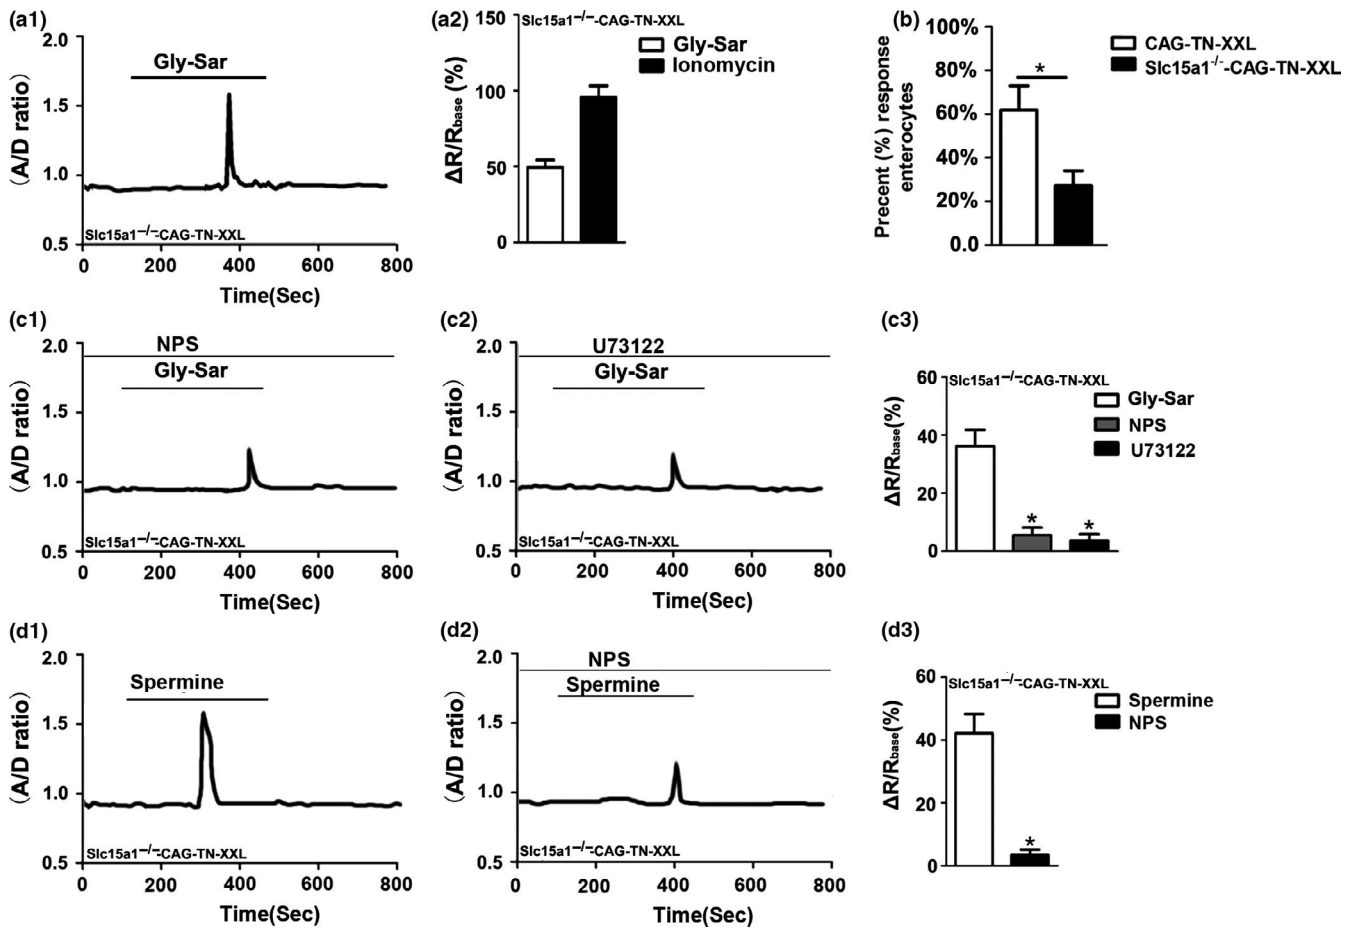 (a1)
2.0
1.5
1.0
0.5
(A/D ratio)
Gly-Sar
Slc15a1⁻/⁻-CAG-TN-XXL
0 200 400 600 800
Time(Sec)
(a2)
150
100
50
0
ΔR/Rbase (%)
Slc15a1⁻/⁻-CAG-TN-XXL
Gly-Sar
Ionomycin
(b)
100%
80%
60%
40%
20%
0.0
Precent (%) response
enterocytes
*
CAG-TN-XXL
Slc15a1⁻/⁻-CAG-TN-XXL
(c1)
2.0
1.5
1.0
0.5
(A/D ratio)
NPS
Gly-Sar
Slc15a1⁻/⁻-CAG-TN-XXL
0 200 400 600 800
Time(Sec)
(c2)
2.0
1.5
1.0
0.5
(A/D ratio)
U73122
Gly-Sar
Slc15a1⁻/⁻-CAG-TN-XXL
0 200 400 600 800
Time(Sec)
(c3)
60
40
20
0
ΔR/Rbase(%)
Slc15a1⁻/⁻-CAG-TN-XXL
Gly-Sar
NPS
U73122
* *
(d1)
2.0
1.5
1.0
0.5
(A/D ratio)
Spermine
Slc15a1⁻/⁻-CAG-TN-XXL
0 200 400 600 800
Time(Sec)
(d2)
2.0
1.5
1.0
0.5
(A/D ratio)
NPS
Spermine
Slc15a1⁻/⁻-CAG-TN-XXL
0 200 400 600 800
Time(Sec)
(d3)
60
40
20
0
ΔR/Rbase(%)
Slc15a1⁻/⁻-CAG-TN-XXL
Spermine
NPS
*